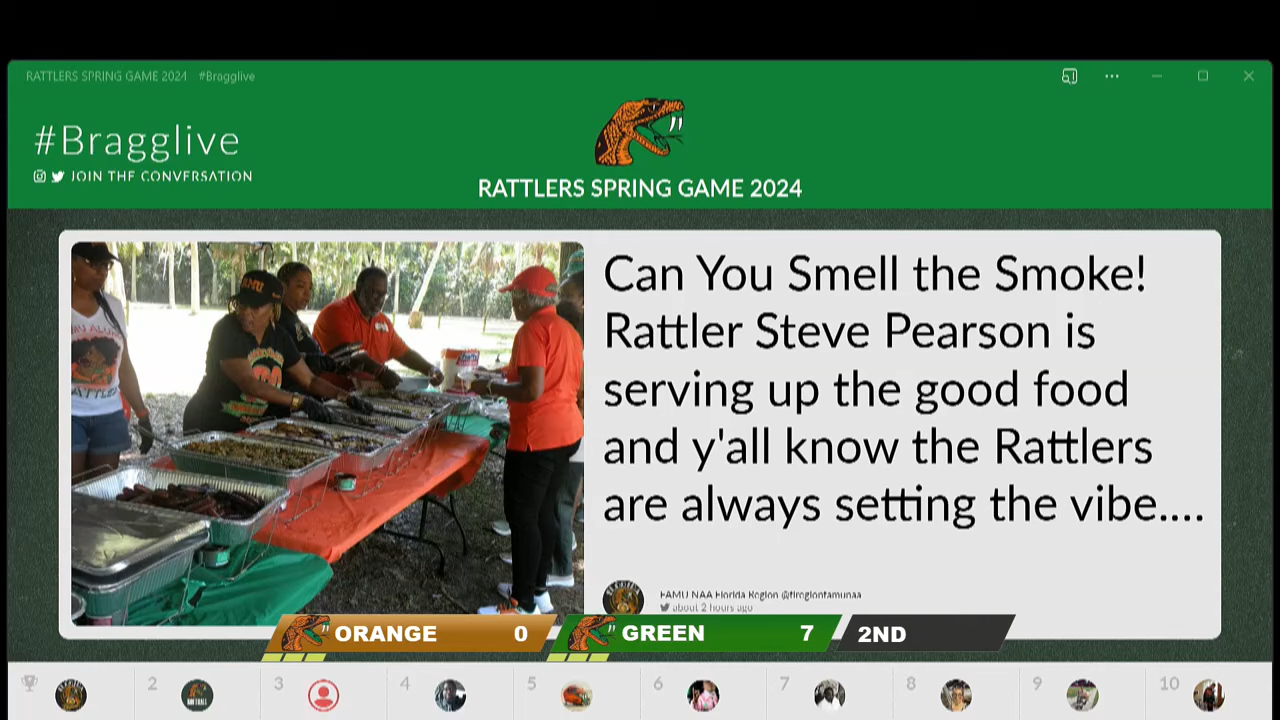 RATTLERS SPRING GAME 2024 #Bragglive
#Bragglive
JOIN THE CONVERSATION
RATTLERS SPRING GAME 2024
Can You Smell the Smoke!
Rattler Steve Pearson is
serving up the good food
and y'all know the Rattlers
are always setting the vibe....
FAMU NAA Florida Region @flregionfamunaa
about 2 hours ago
ORANGE 0 GREEN 7 2ND
2 3 4 5 6 7 8 9 10